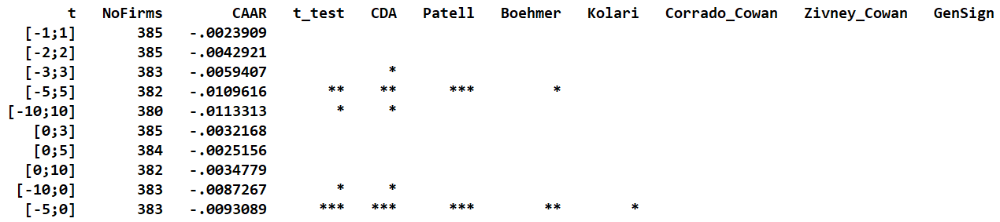 t NoFirms CAAR t_test CDA Patell Boehmer Kolari Corrado_Cowan Zivney_Cowan GenSign
[-1;1] 385 -.0023909
[-2;2] 385 -.0042921
[-3;3] 383 -.0059407 *
[-5;5] 382 -.0109616 ** ** *** *
[-10;10] 380 -.0113313 * *
[0;3] 385 -.0032168
[0;5] 384 -.0025156
[0;10] 382 -.0034779
[-10;0] 383 -.0087267 * *
[-5;0] 383 -.0093089 *** *** *** ** *